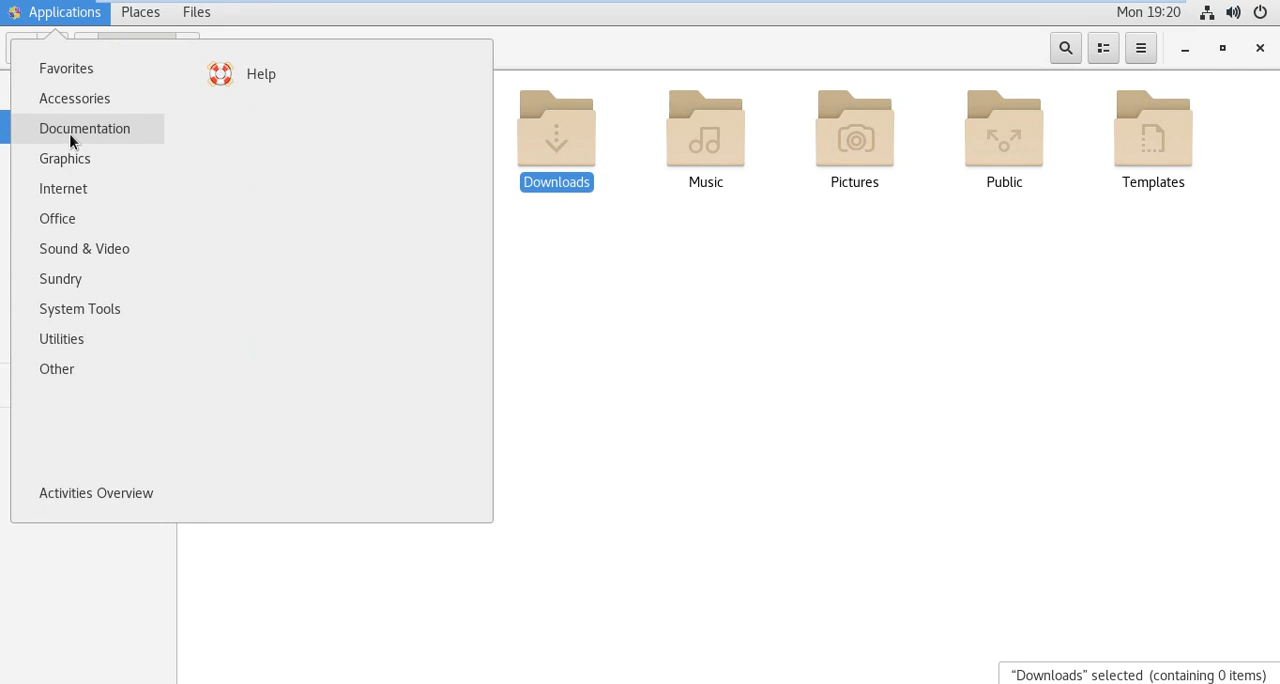 Applications Places Files Mon 19:20
Favorites
Help
Accessories
Documentation
Graphics
Internet
Office
Sound & Video
Sundry
System Tools
Utilities
Other
Activities Overview
Downloads Music Pictures Public Templates
“Downloads” selected (containing 0 items)